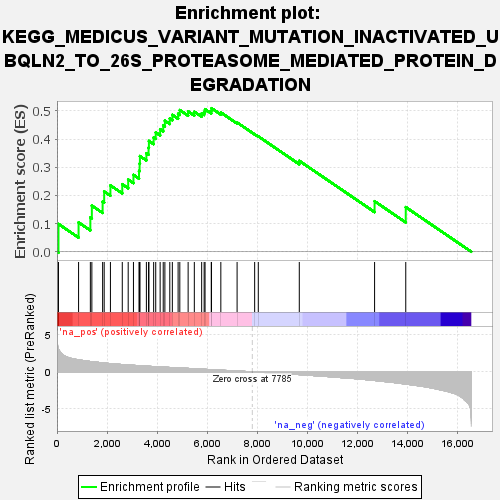 Enrichment plot:
KEGG_MEDICUS_VARIANT_MUTATION_INACTIVATED_U
BQLN2_TO_26S_PROTEASOME_MEDIATED_PROTEIN_D
EGRADATION
Enrichment score (ES)
0.5
0.4
0.3
0.2
0.1
0.0
'na_pos' (positively correlated)
Ranked list metric (PreRanked)
5
0
-5
Zero cross at 7785
'na_neg' (negatively correlated)
0
2,000
4,000
6,000
8,000
10,000
12,000
14,000
16,000
Rank in Ordered Dataset
Enrichment profile
Hits
Ranking metric scores